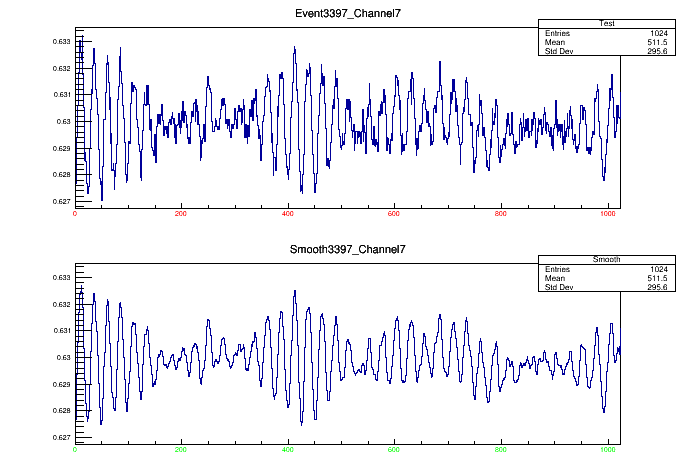 Event3397_Channel7
Test
Entries 1024
Mean 511.5
Std Dev 295.6
0.633
0.632
0.631
0.63
0.629
0.628
0.627
0 200 400 600 800 1000
Smooth3397_Channel7
Smooth
Entries 1024
Mean 511.5
Std Dev 295.6
0.633
0.632
0.631
0.63
0.629
0.628
0.627
0 200 400 600 800 1000